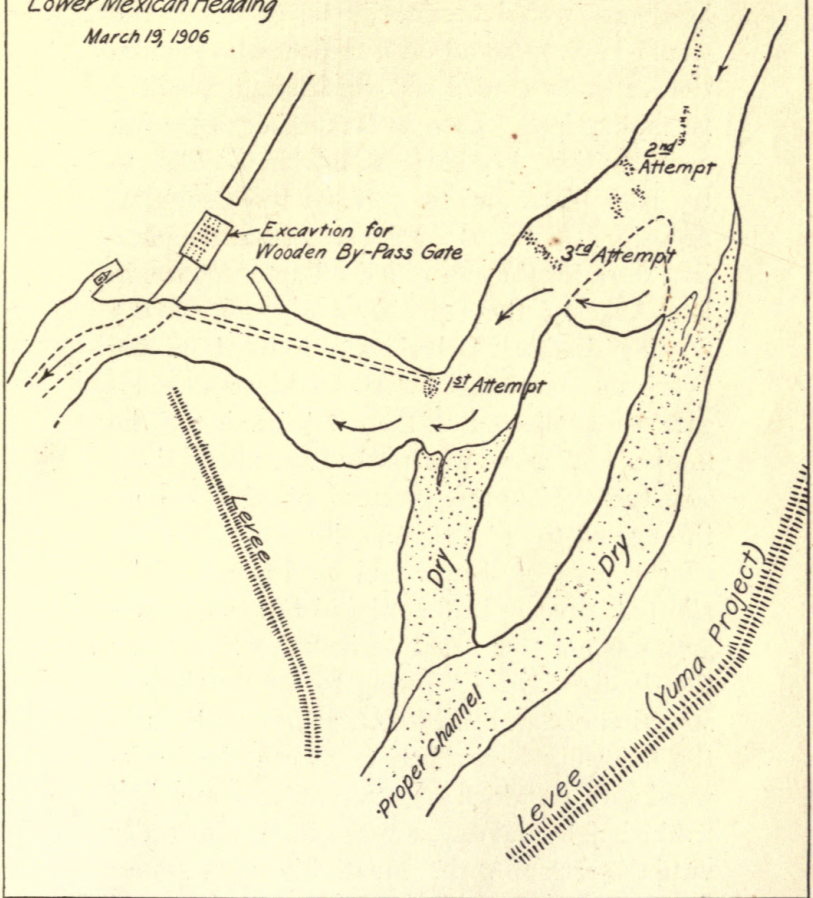 Lower Mexican Heading
March 19, 1906
2nd
Attempt
Excavtion for
Wooden By-Pass Gate
3rd Attempt
1st Attempt
Levee
Dry
Dry
(Yuma Project)
Proper Channel
Levee